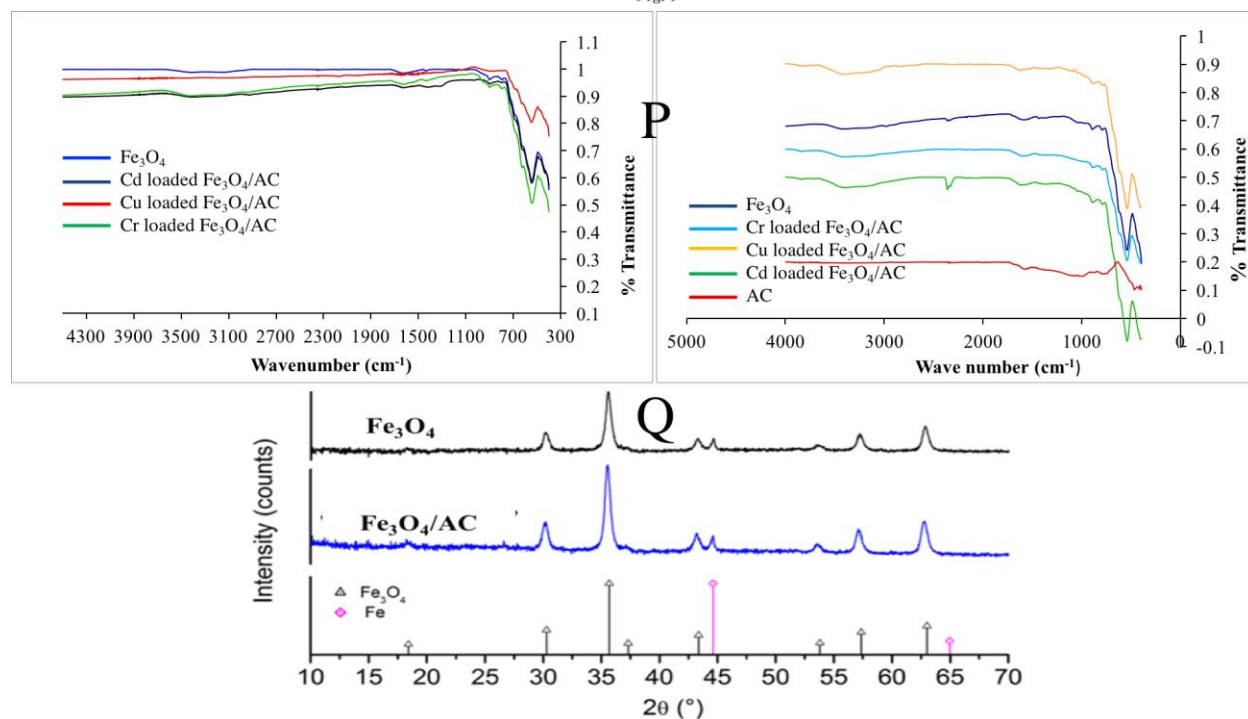 1.1
1
0.9
0.8
0.7
0.6
0.5
0.4
0.3
0.2
0.1
% Transmittance
Fe₃O₄
Cd loaded Fe₃O₄/AC
Cu loaded Fe₃O₄/AC
Cr loaded Fe₃O₄/AC
4300 3900 3500 3100 2700 2300 1900 1500 1100 700 300
Wavenumber (cm⁻¹)
P
1
0.9
0.8
0.7
0.6
0.5
0.4
0.3
0.2
0.1
0
-0.1
% Transmittance
Fe₃O₄
Cr loaded Fe₃O₄/AC
Cu loaded Fe₃O₄/AC
Cd loaded Fe₃O₄/AC
AC
5000 4000 3000 2000 1000 0
Wave number (cm⁻¹)
Q
Fe₃O₄
Fe₃O₄/AC
Intensity (counts)
Fe₃O₄
Fe
10 15 20 25 30 35 40 45 50 55 60 65 70
2θ (°)